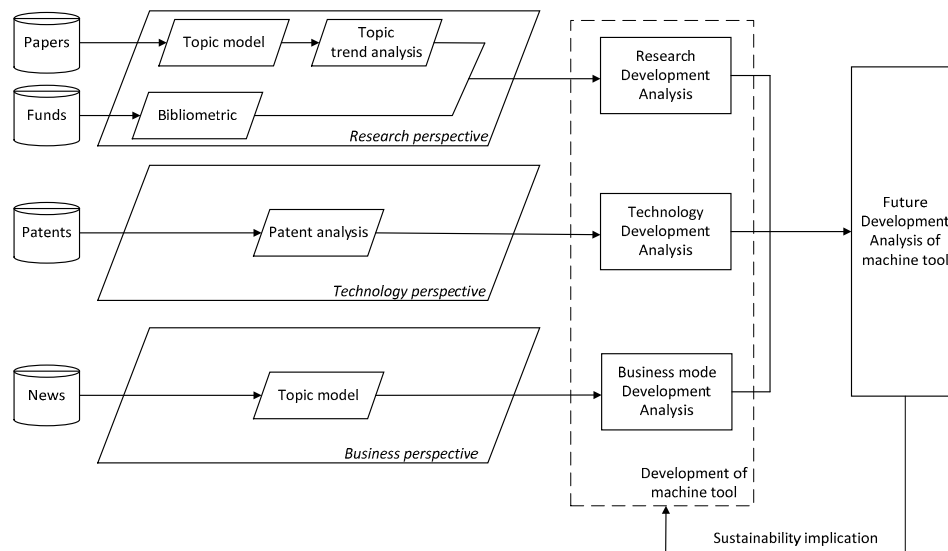 Papers
Topic model
Topic
trend analysis
Research
Development
Analysis
Funds
Bibliometric
Research perspective
Patents
Patent analysis
Technology perspective
Technology
Development
Analysis
Future
Development
Analysis of
machine tool
News
Topic model
Business perspective
Business mode
Development
Analysis
Development of
machine tool
Sustainability implication